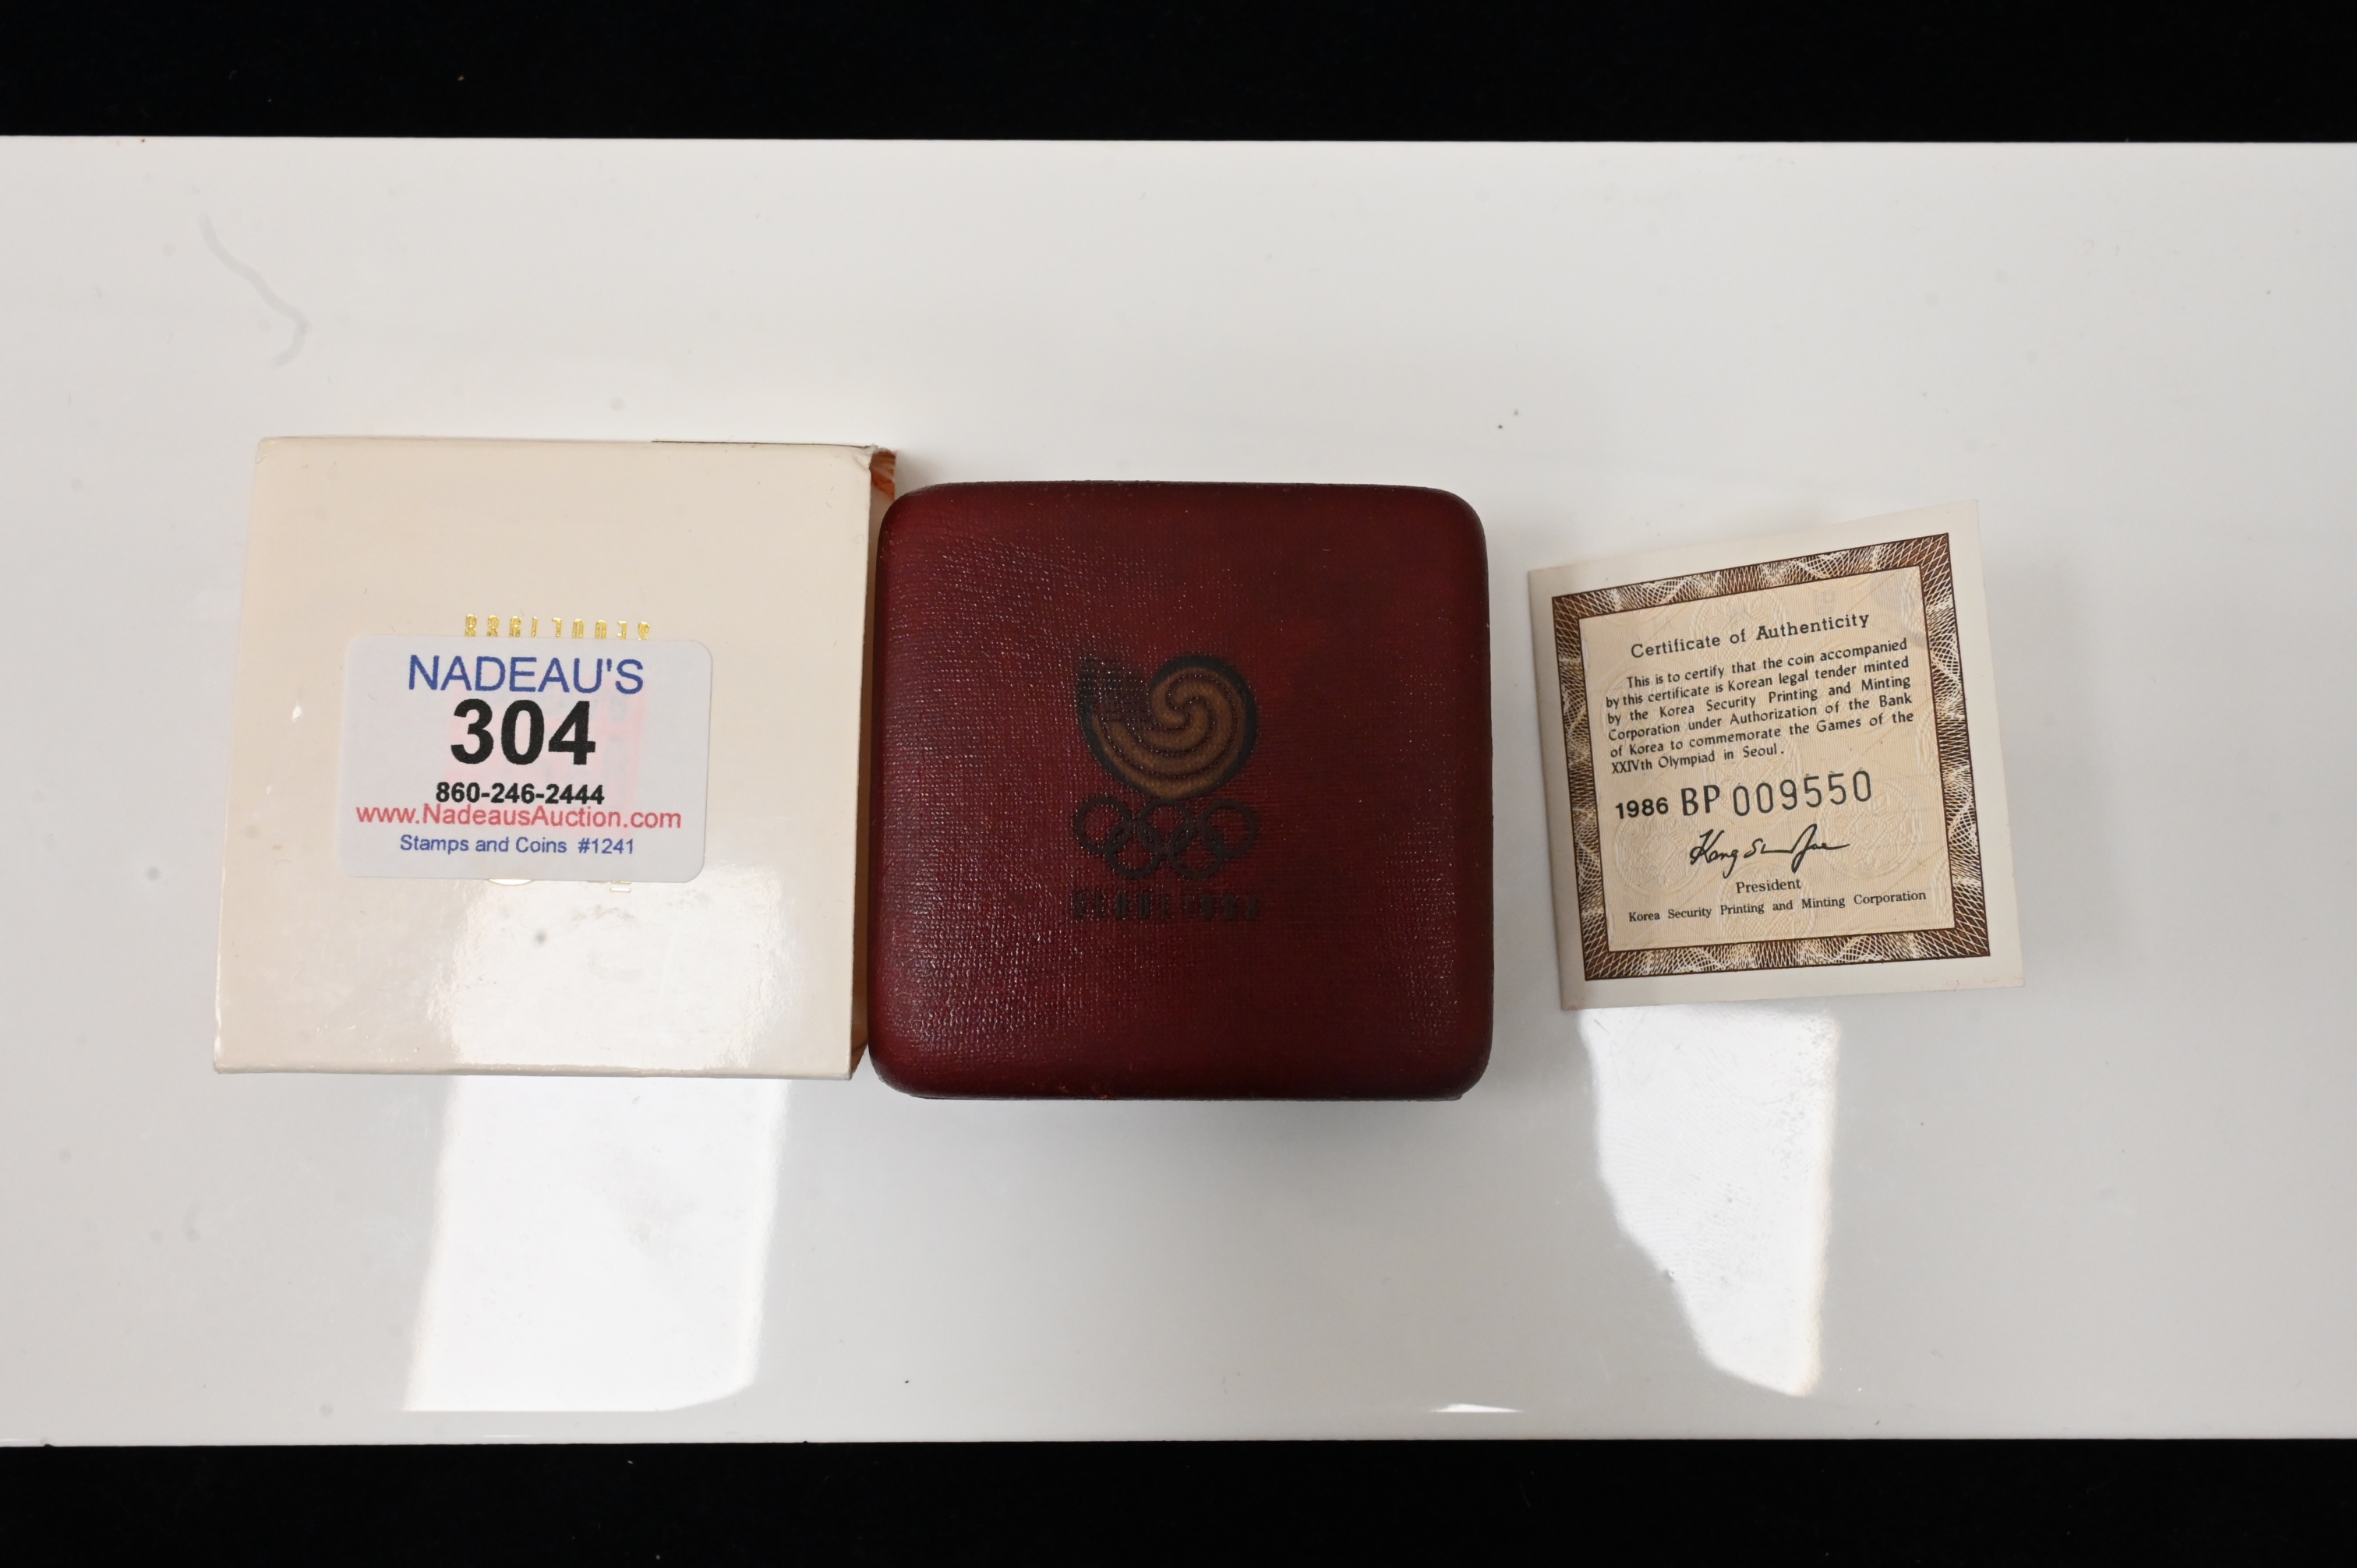 SEOUL1988
NADEAU'S
304
860-246-2444
www.NadeausAuction.com
Stamps and Coins #1241
Certificate of Authenticity
This is to certify that the coin accompanied
by this certificate is Korean legal tender minted
by the Korea Security Printing and Minting
Corporation under Authorization of the Bank
of Korea to commemorate the Games of the
XXIVth Olympiad in Seoul.
1986 BP 009550
President
Korea Security Printing and Minting Corporation